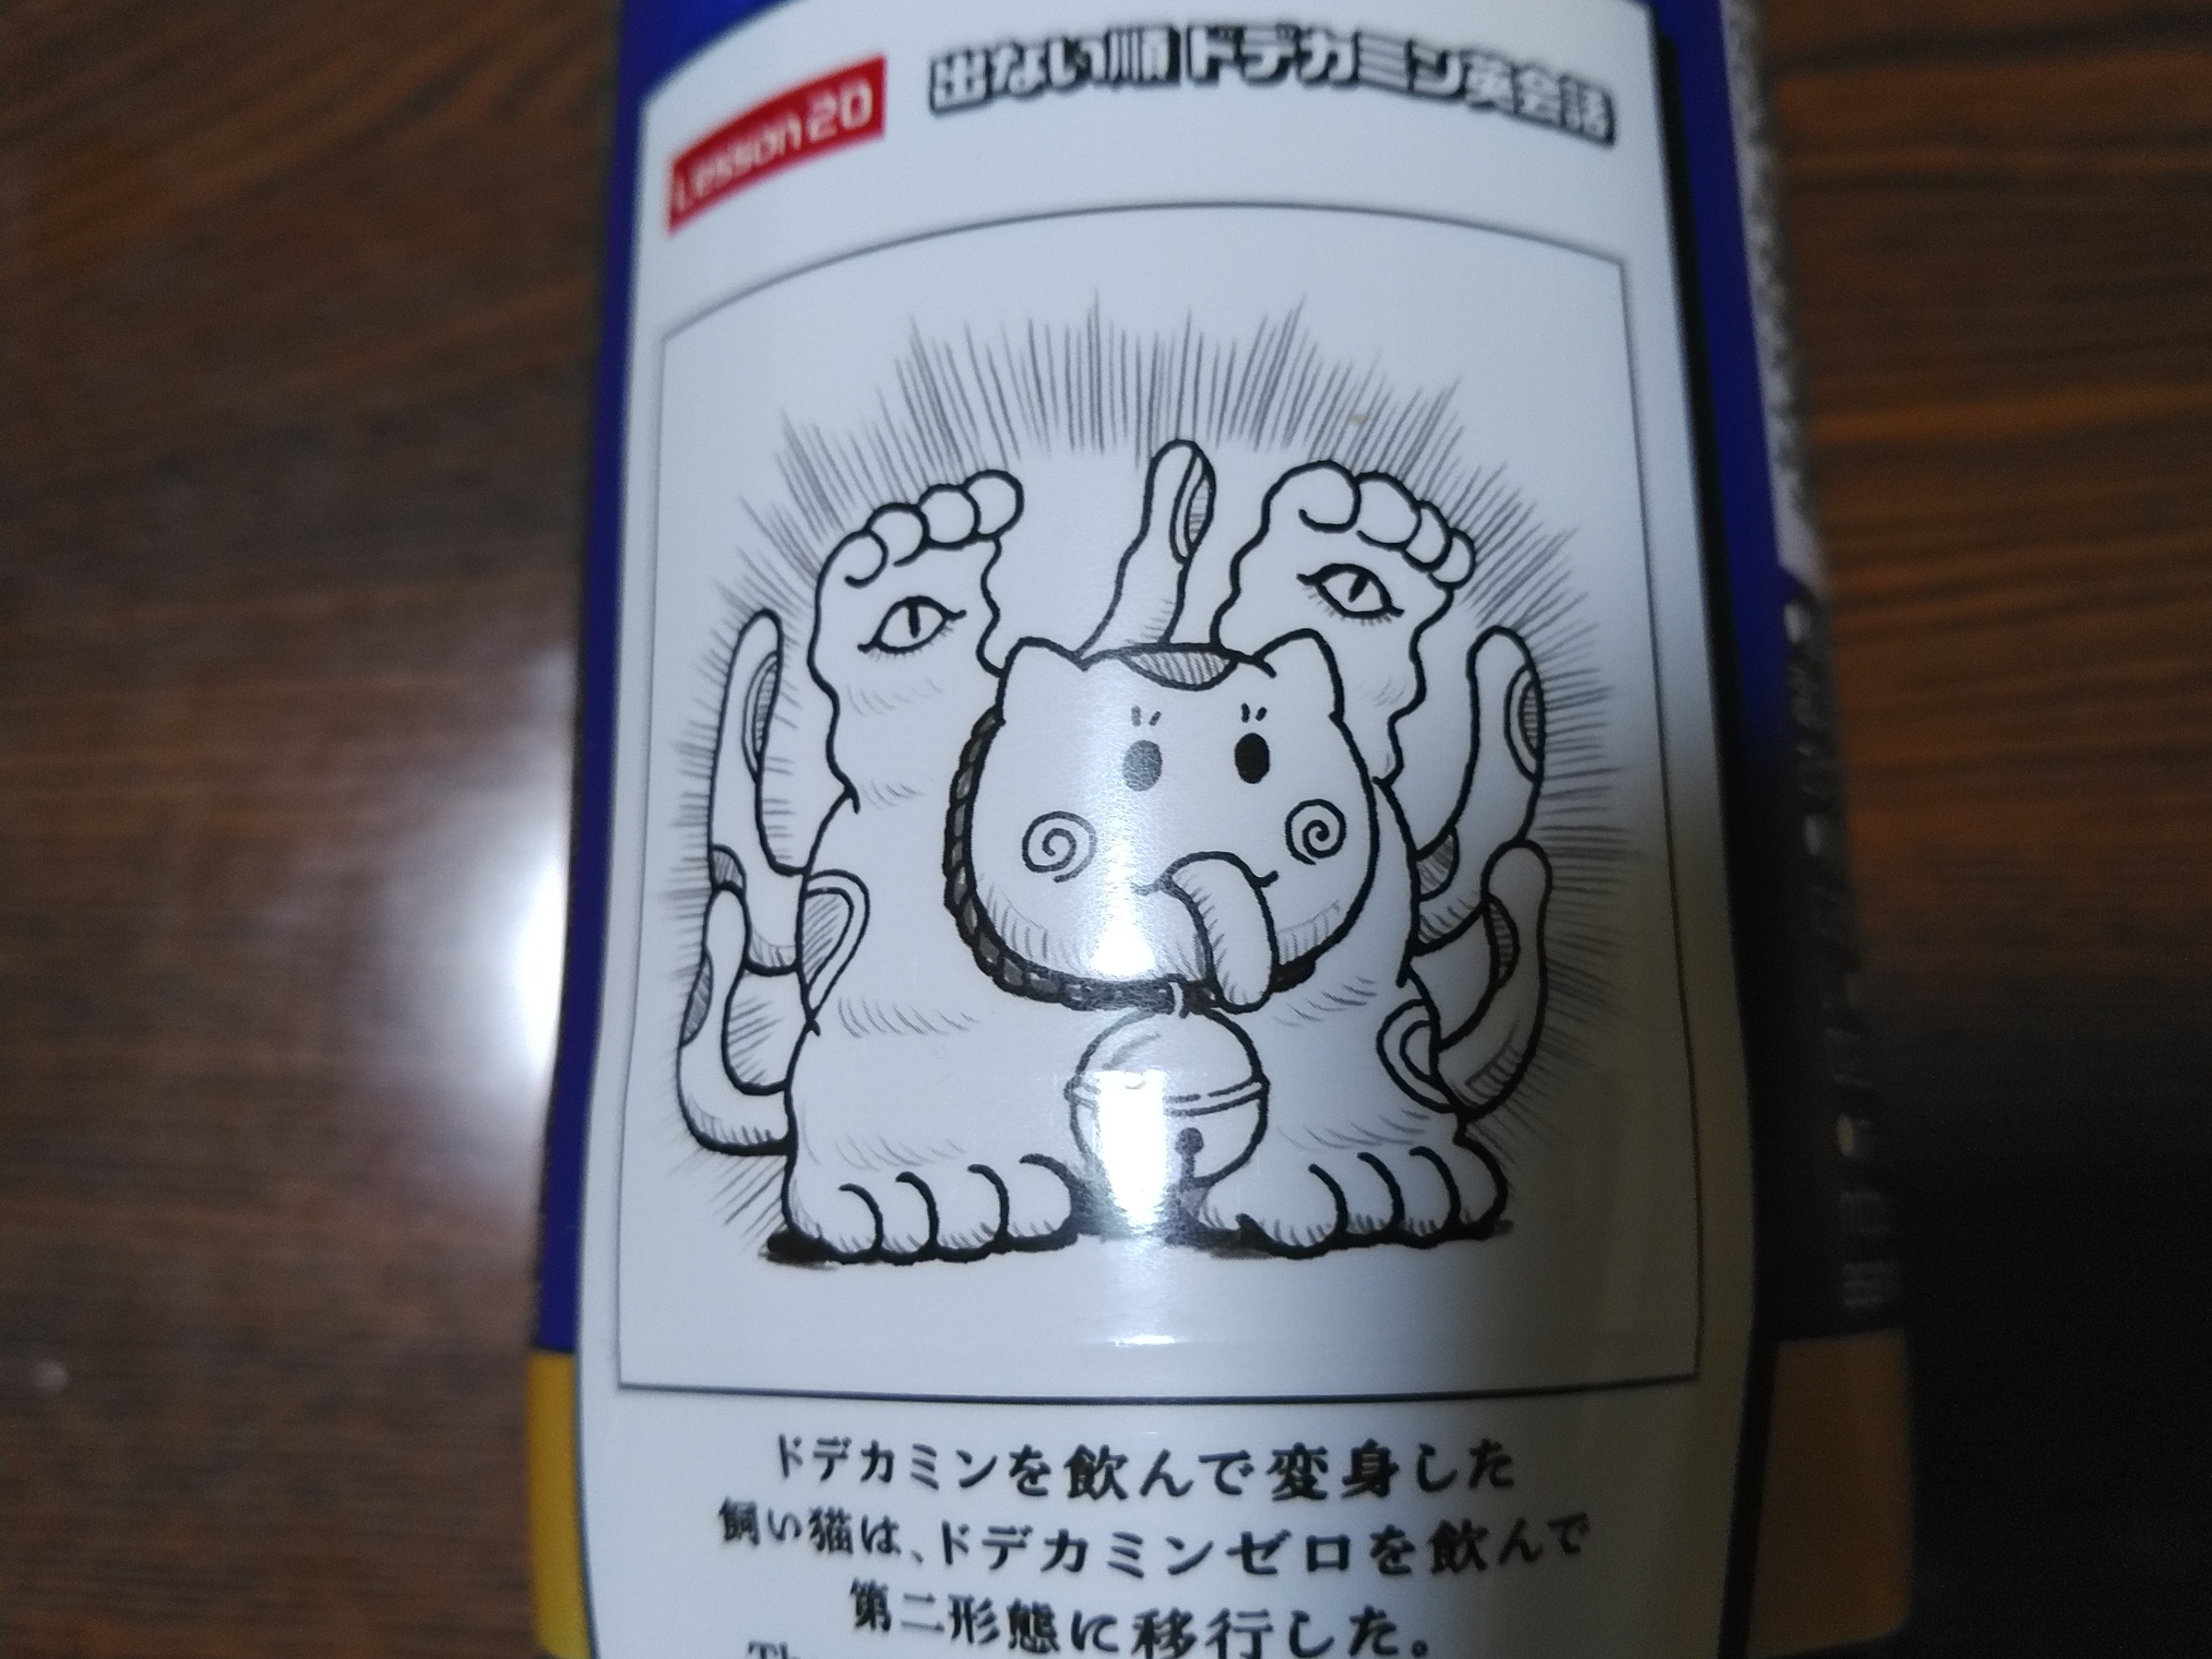 Lesson 20
出ない順 ドデカミン英会話
ドデカミンを飲んで変身した
飼い猫は、ドデカミンゼロを飲んで
第二形態に移行した。